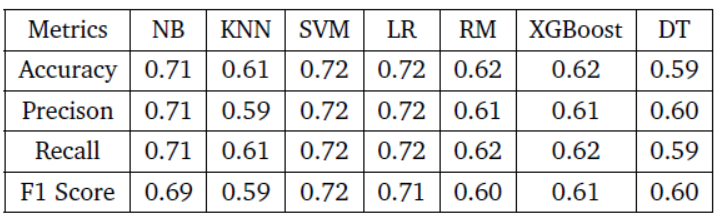 Metrics NB KNN SVM LR RM XGBoost DT
Accuracy 0.71 0.61 0.72 0.72 0.62 0.62 0.59
Precison 0.71 0.59 0.72 0.72 0.61 0.61 0.60
Recall 0.71 0.61 0.72 0.72 0.62 0.62 0.59
F1 Score 0.69 0.59 0.72 0.71 0.60 0.61 0.60